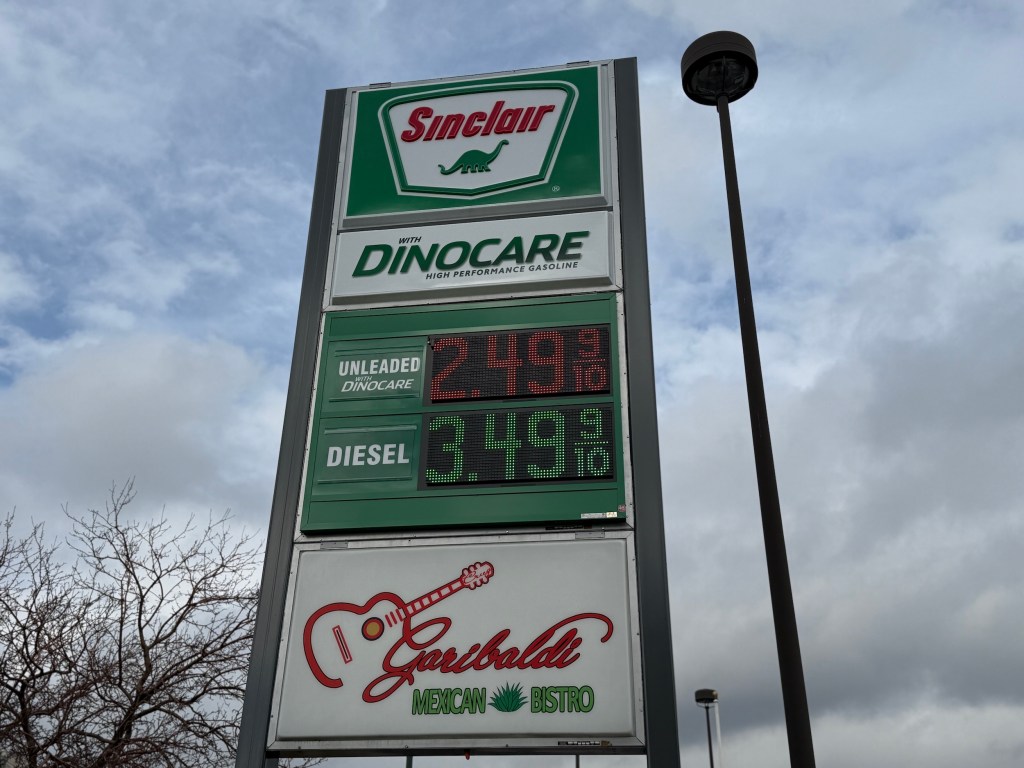 Sinclair
®
WITH
DINOCARE
HIGH PERFORMANCE GASOLINE
UNLEADED
WITH
DINOCARE
2.49 9/10
DIESEL
3.49 9/10
Garibaldi
MEXICAN BISTRO